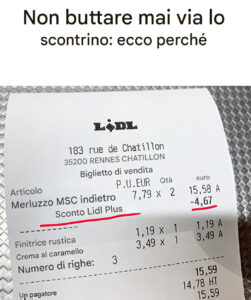 Non buttare mai via lo
scontrino: ecco perché
LiDL
183 rue de Chatillon
35200 RENNES CHATILLON
Biglietto di vendita
Articolo P.U.EUR Q.tà euro
Merluzzo MSC indietro 7,79 x 2 15,58 A
Sconto Lidl Plus -4,67
Finitrice rustica 1,19 x 1 1,19 A
Crema al caramello 3,49 x 1 3,49 A
Numero di righe: 3
15,59
14,78 HT
Un pagatore 15,59